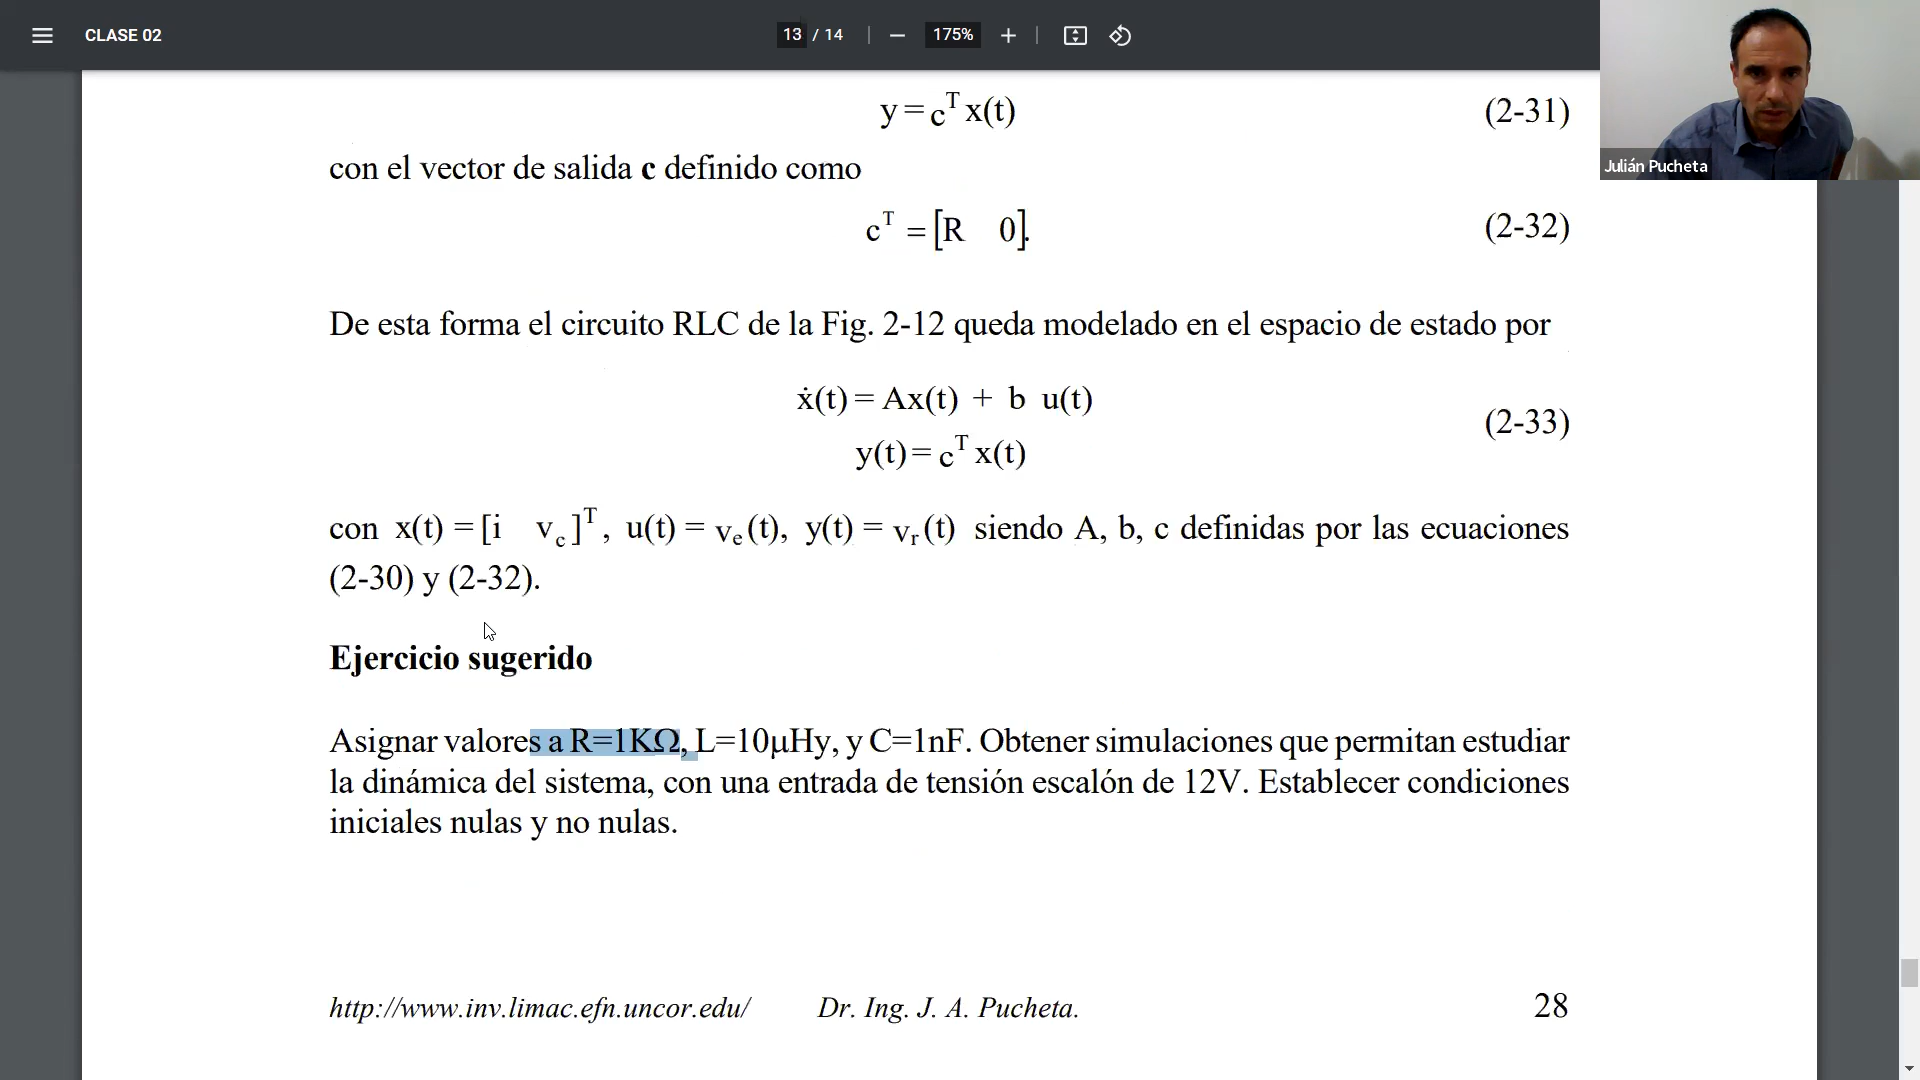 CLASE 02
13 / 14
175%
Julián Pucheta
y = c^T x(t) (2-31)
con el vector de salida c definido como
c^T = [R 0]. (2-32)
De esta forma el circuito RLC de la Fig. 2-12 queda modelado en el espacio de estado por
ẋ(t) = Ax(t) + b u(t)
y(t) = c^T x(t)
(2-33)
con x(t) = [i v_c]^T, u(t) = v_e(t), y(t) = v_r(t) siendo A, b, c definidas por las ecuaciones
(2-30) y (2-32).
Ejercicio sugerido
Asignar valores a R=1KΩ, L=10μHy, y C=1nF. Obtener simulaciones que permitan estudiar
la dinámica del sistema, con una entrada de tensión escalón de 12V. Establecer condiciones
iniciales nulas y no nulas.
http://www.inv.limac.efn.uncor.edu/ Dr. Ing. J. A. Pucheta. 28